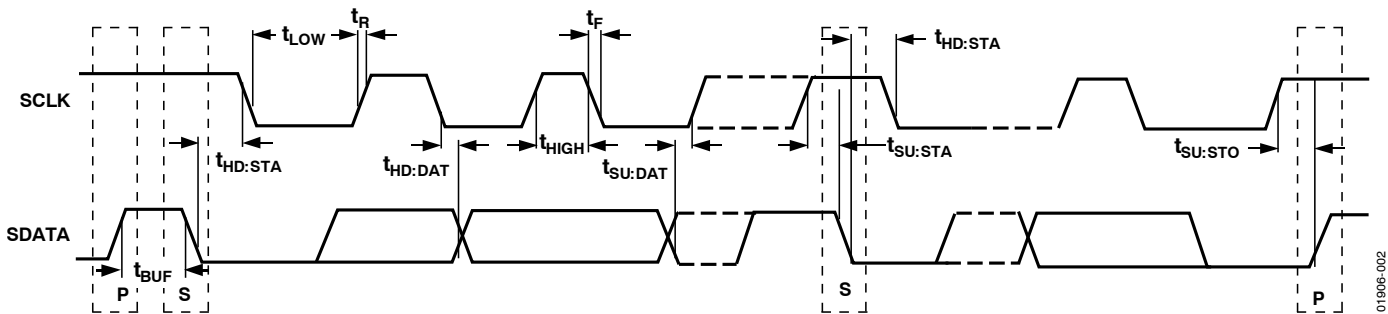 tLOW
tR
tF
tHD:STA
SCLK
tHD:STA
tHD:DAT
tHIGH
tSU:DAT
tSU:STA
tSU:STO
SDATA
tBUF
P
S
S
P
01906-002